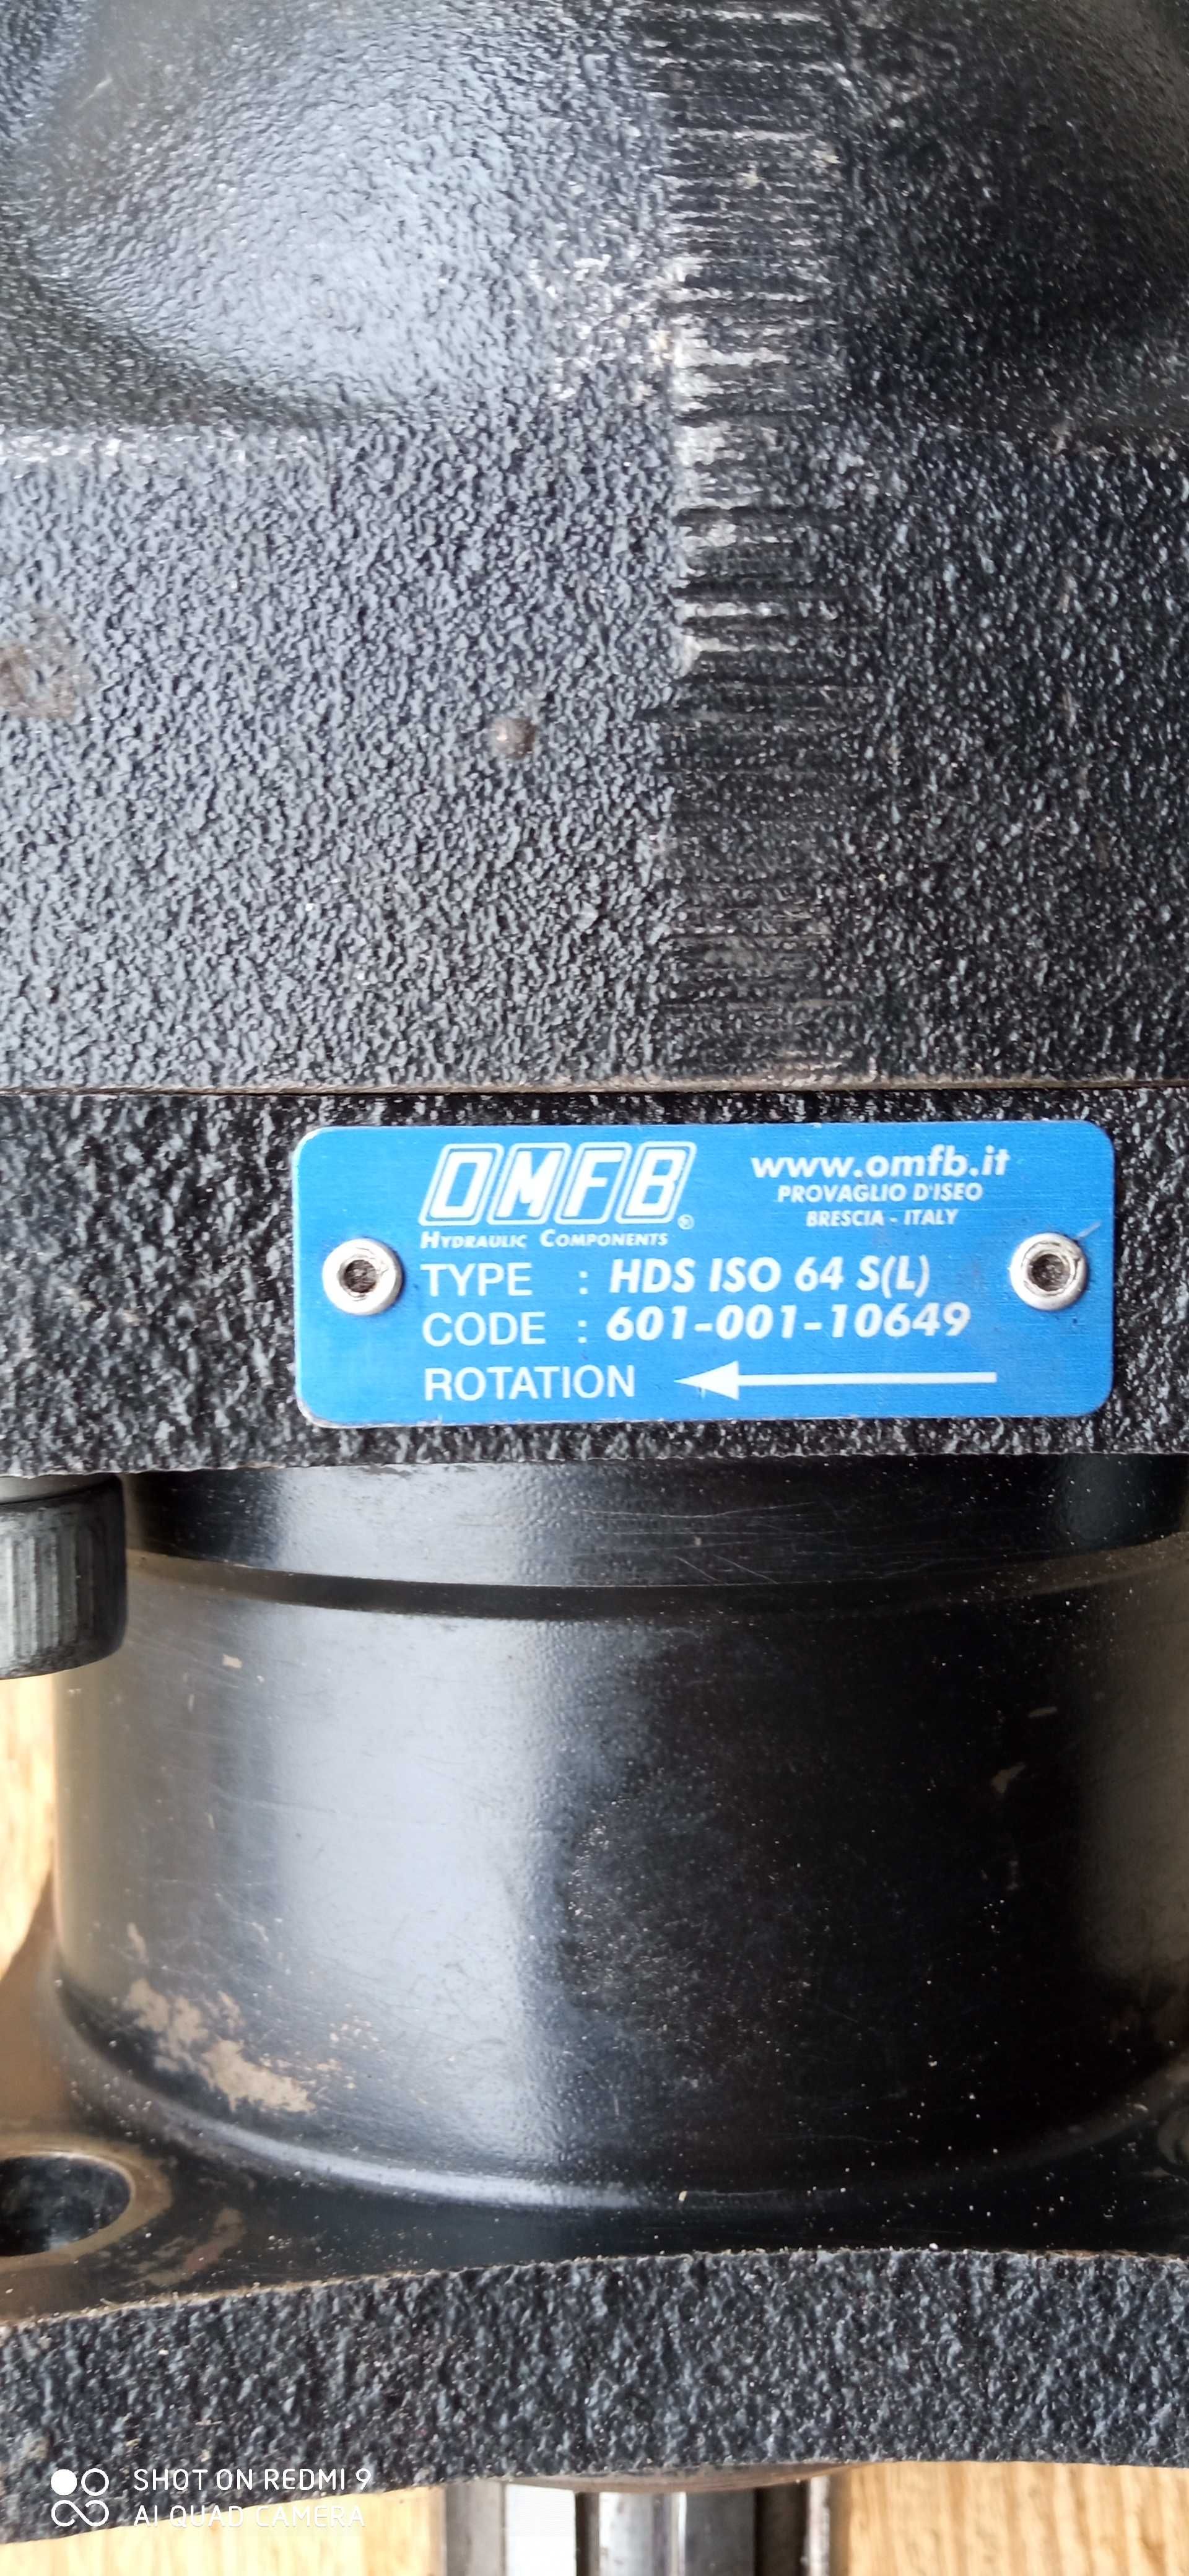 OMFB®
HYDRAULIC COMPONENTS
www.omfb.it
PROVAGLIO D'ISEO
BRESCIA - ITALY
TYPE : HDS ISO 64 S(L)
CODE : 601-001-10649
ROTATION
SHOT ON REDMI 9
AI QUAD CAMERA